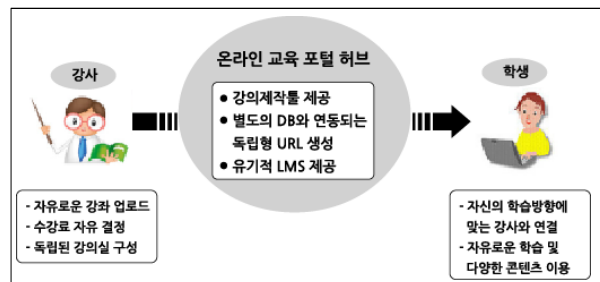 온라인 교육 포털 허브
강사
● 강의제작툴 제공
● 별도의 DB와 연동되는
독립형 URL 생성
● 유기적 LMS 제공
학생
- 자유로운 강좌 업로드
- 수강료 자유 결정
- 독립된 강의실 구성
- 자신의 학습방향에
맞는 강사와 연결
- 자유로운 학습 및
다양한 콘텐츠 이용